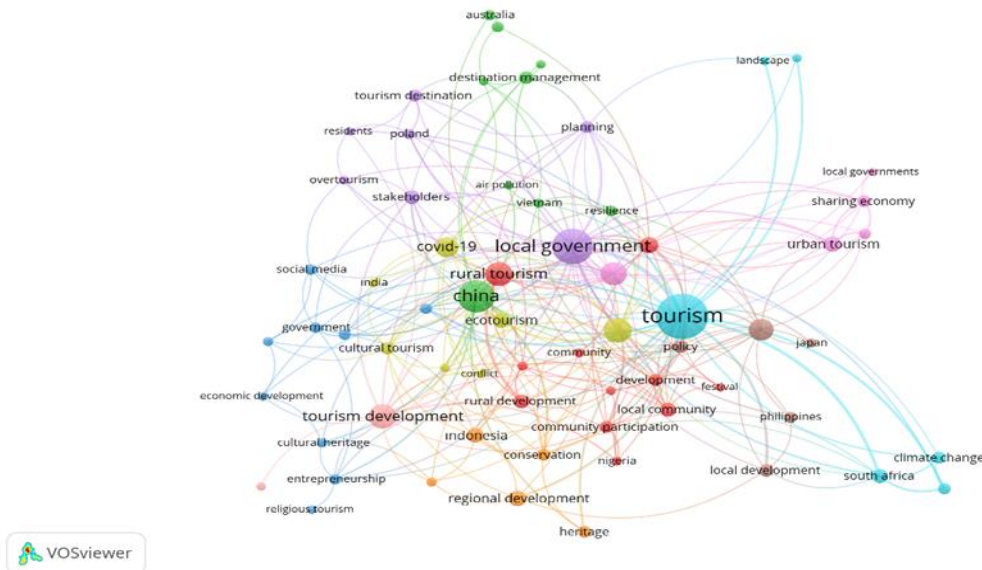 australia
landscape
destination management
tourism destination
planning
residents
poland
local governments
overtourism
air pollution
stakeholders
sharing economy
vietnam
resilience
covid-19
local government
urban tourism
social media
rural tourism
india
china
tourism
ecotourism
government
cultural tourism
policy
japan
community
conflict
development
festival
economic development
rural development
local community
tourism development
philippines
community participation
indonesia
cultural heritage
conservation
nigeria
climate change
local development
south africa
entrepreneurship
regional development
religious tourism
heritage
VOSviewer